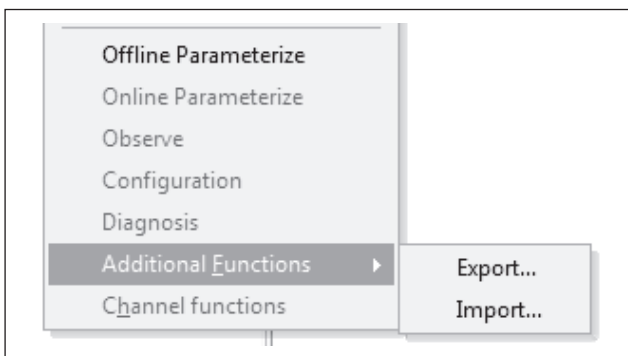 Offline Parameterize
Online Parameterize
Observe
Configuration
Diagnosis
Additional Functions
Channel functions
Export...
Import...